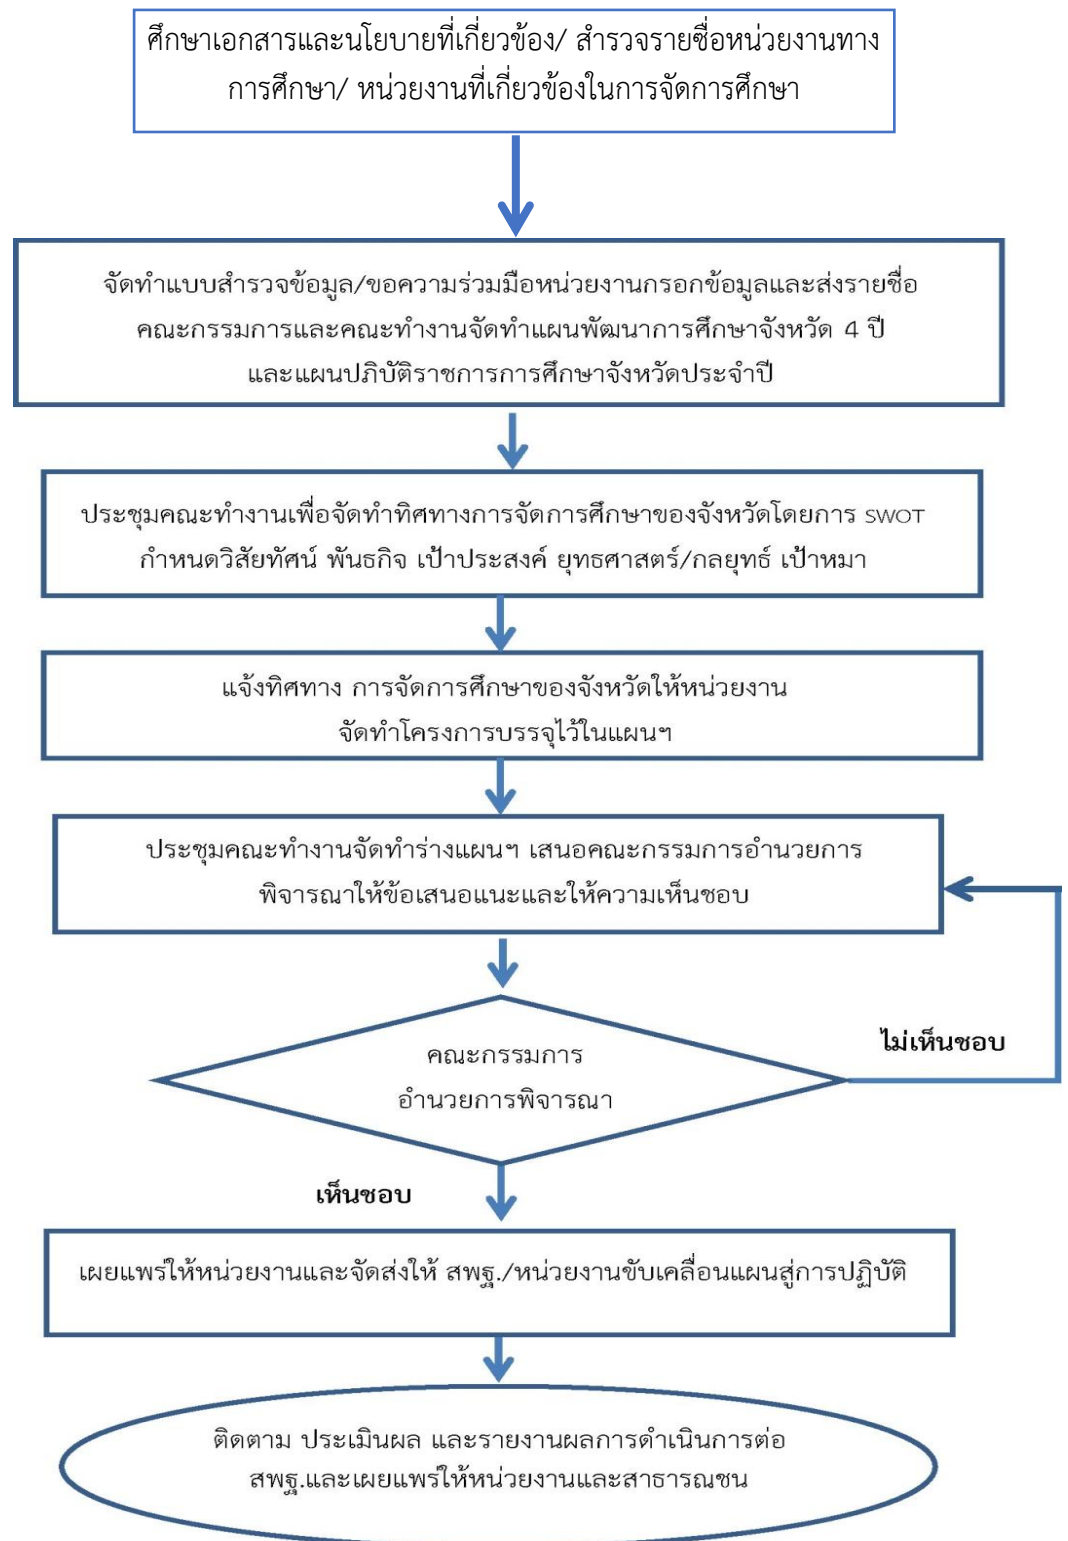 ศึกษาเอกสารและนโยบายที่เกี่ยวข้อง/ สำรวจรายชื่อหน่วยงานทาง
การศึกษา/ หน่วยงานที่เกี่ยวข้องในการจัดการศึกษา
จัดทำแบบสำรวจข้อมูล/ขอความร่วมมือหน่วยงานกรอกข้อมูลและส่งรายชื่อ
คณะกรรมการและคณะทำงานจัดทำแผนพัฒนาการศึกษาจังหวัด 4 ปี
และแผนปภิบัติราชการการศึกษาจังหวัดประจำปี
ประชุมคณะทำงานเพื่อจัดทำทิศทางการจัดการศึกษาของจังหวัดโดยการ SWOT
กำหนดวิสัยทัศน์ พันธกิจ เป้าประสงค์ ยุทธศาสตร์/กลยุทธ์ เป้าหมา
แจ้งทิศทาง การจัดการศึกษาของจังหวัดให้หน่วยงาน
จัดทำโครงการบรรจุไว้ในแผนฯ
ประชุมคณะทำงานจัดทำร่างแผนฯ เสนอคณะกรรมการอำนวยการ
พิจารณาให้ข้อเสนอแนะและให้ความเห็นชอบ
คณะกรรมการ
อำนวยการพิจารณา
ไม่เห็นชอบ
เห็นชอบ
เผยแพร่ให้หน่วยงานและจัดส่งให้ สพฐ./หน่วยงานขับเคลื่อนแผนสู่การปฏิบัติ
ติดตาม ประเมินผล และรายงานผลการดำเนินการต่อ
สพฐ.และเผยแพร่ให้หน่วยงานและสาธารณชน